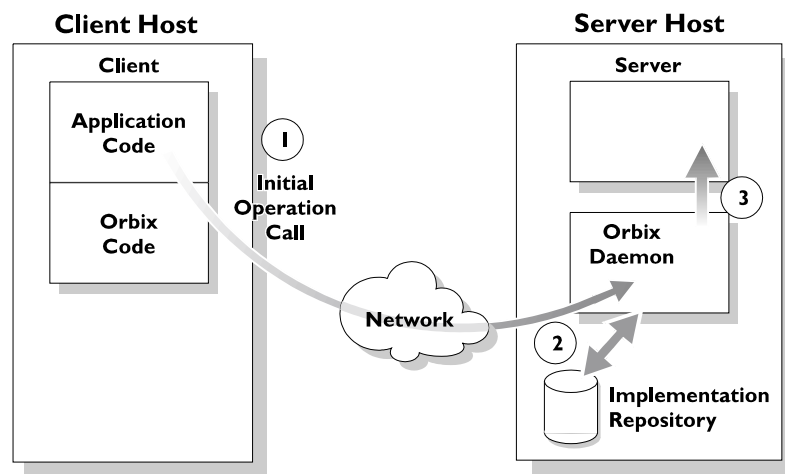 Client Host
Server Host
Client
Application
Code
Orbix
Code
1
Initial
Operation
Call
Network
Server
3
Orbix
Daemon
2
Implementation
Repository